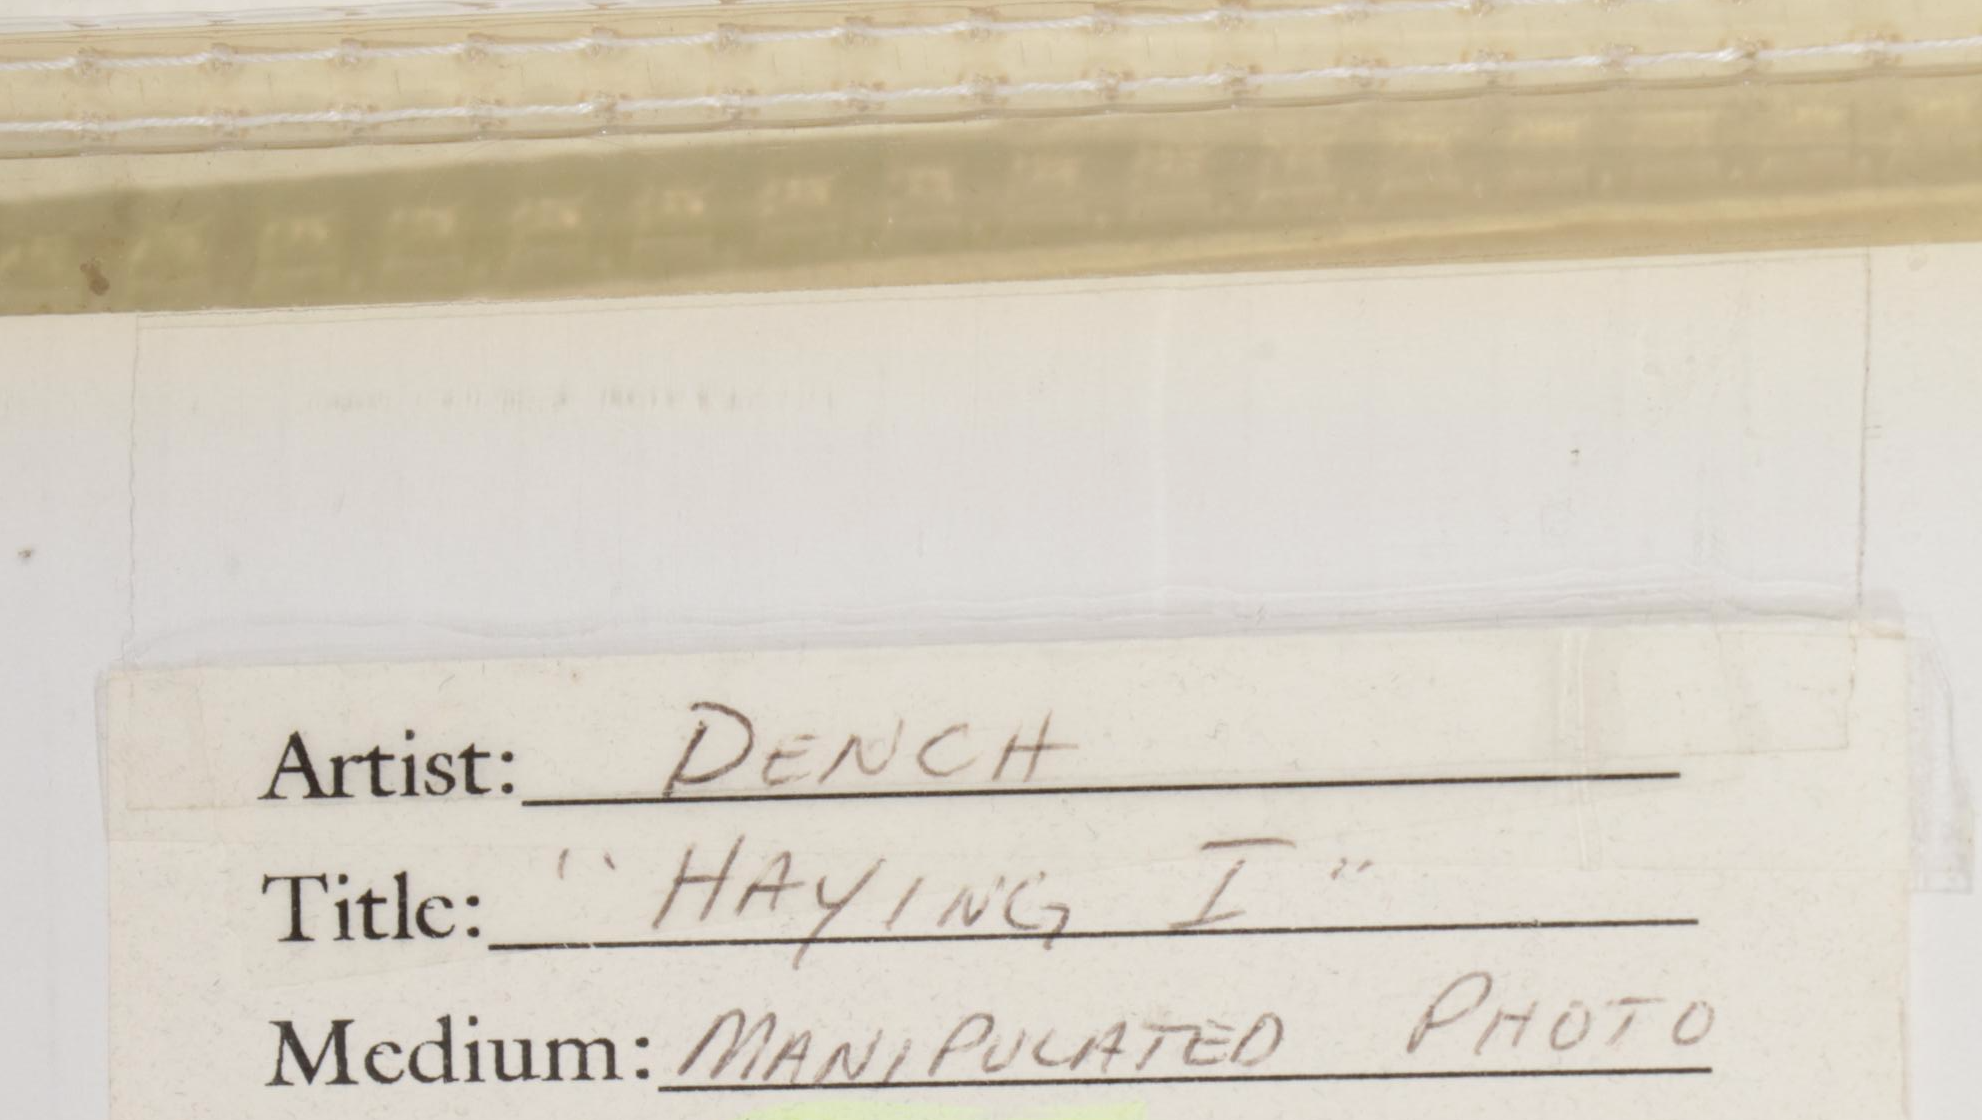 Artist: DENCH
Title: "HAYING I"
Medium: MANIPULATED PHOTO